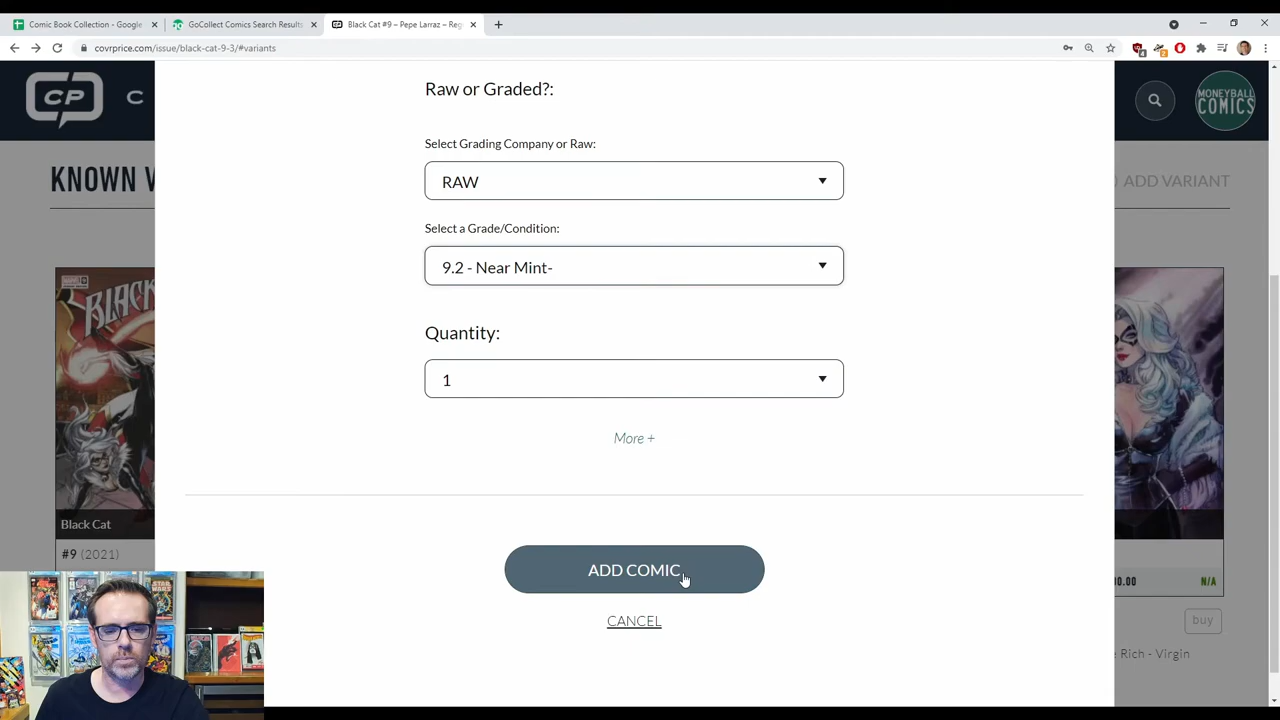 Comic Book Collection - Google
GoCollect Comics Search Results
Black Cat #9 – Pepe Larraz – Reg
covrprice.com/issue/black-cat-9-3/#variants
CP C
MONEYBALL COMICS
Raw or Graded?:
Select Grading Company or Raw:
RAW
KNOWN V
ADD VARIANT
Select a Grade/Condition:
9.2 - Near Mint-
BLACK
Quantity:
1
More +
Black Cat
#9 (2021)
ADD COMIC
N/A
CANCEL
buy
Rich - Virgin